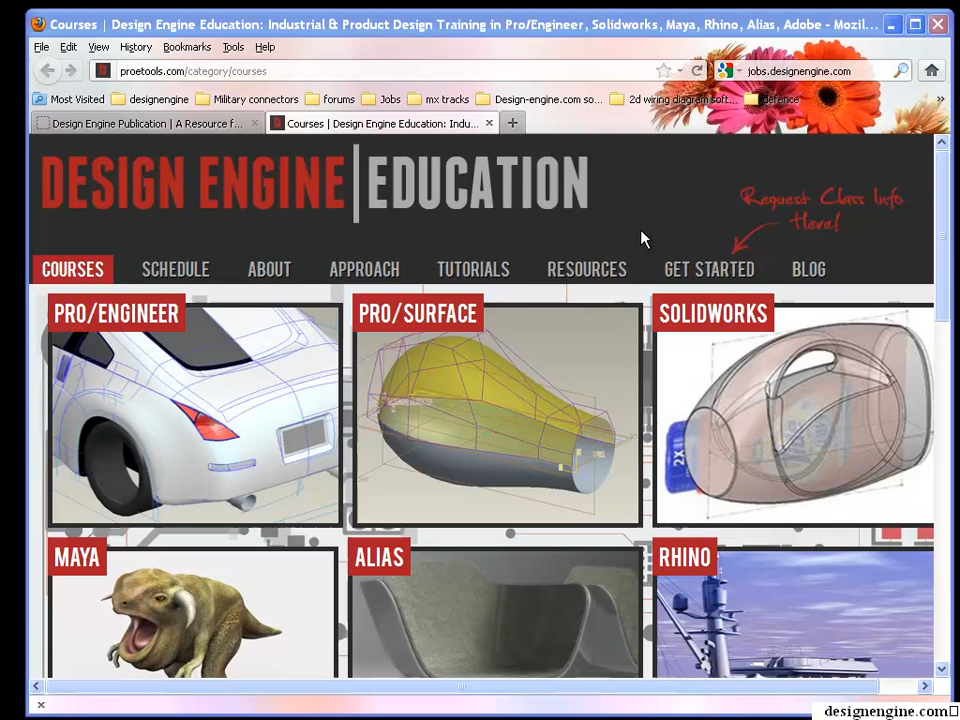 Courses | Design Engine Education: Industrial & Product Design Training in Pro/Engineer, Solidworks, Maya, Rhino, Alias, Adobe - Mozil...
File Edit View History Bookmarks Tools Help
proetools.com/category/courses
jobs.designengine.com
Most Visited designengine Military connectors forums Jobs mx tracks Design-engine.com so... 2d wiring diagram soft... defence
Design Engine Publication | A Resource f...
Courses | Design Engine Education: Indu...
DESIGN ENGINE | EDUCATION
Request Class Info
Here!
COURSES SCHEDULE ABOUT APPROACH TUTORIALS RESOURCES GET STARTED BLOG
PRO/ENGINEER
PRO/SURFACE
SOLIDWORKS
2X
MAYA
ALIAS
RHINO
designengine.com